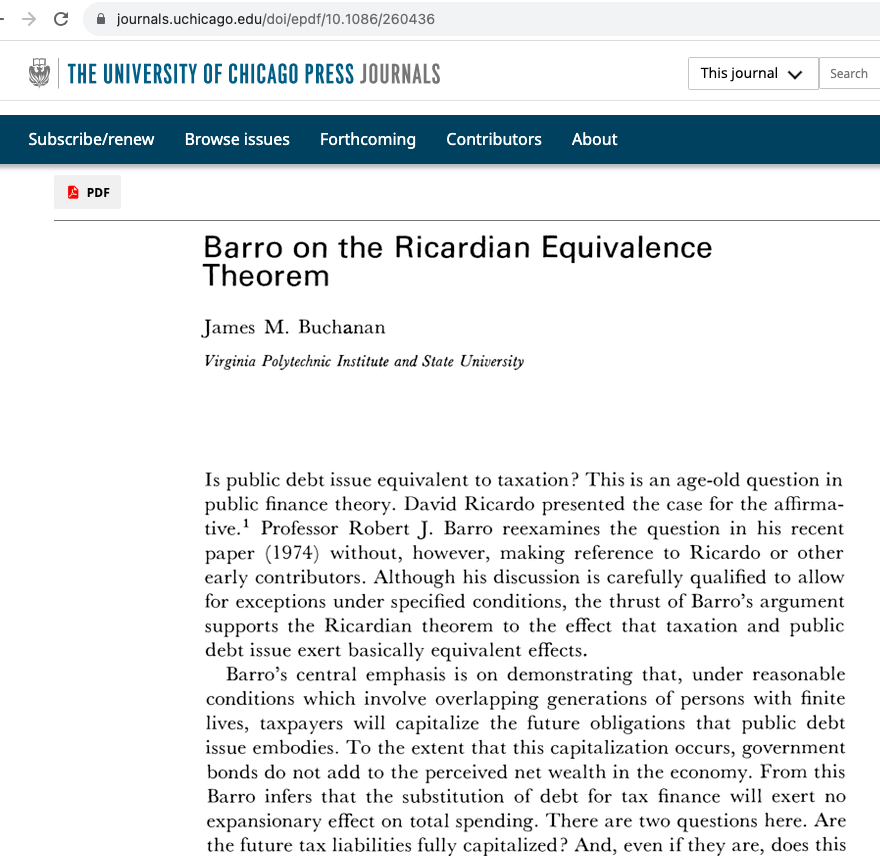 journals.uchicago.edu/doi/epdf/10.1086/260436
THE UNIVERSITY OF CHICAGO PRESS JOURNALS
This journal
Search
Subscribe/renew Browse issues Forthcoming Contributors About
PDF
Barro on the Ricardian Equivalence
Theorem
James M. Buchanan
Virginia Polytechnic Institute and State University
Is public debt issue equivalent to taxation? This is an age-old question in
public finance theory. David Ricardo presented the case for the affirma-
tive.¹ Professor Robert J. Barro reexamines the question in his recent
paper (1974) without, however, making reference to Ricardo or other
early contributors. Although his discussion is carefully qualified to allow
for exceptions under specified conditions, the thrust of Barro's argument
supports the Ricardian theorem to the effect that taxation and public
debt issue exert basically equivalent effects.
Barro's central emphasis is on demonstrating that, under reasonable
conditions which involve overlapping generations of persons with finite
lives, taxpayers will capitalize the future obligations that public debt
issue embodies. To the extent that this capitalization occurs, government
bonds do not add to the perceived net wealth in the economy. From this
Barro infers that the substitution of debt for tax finance will exert no
expansionary effect on total spending. There are two questions here. Are
the future tax liabilities fully capitalized? And, even if they are, does this